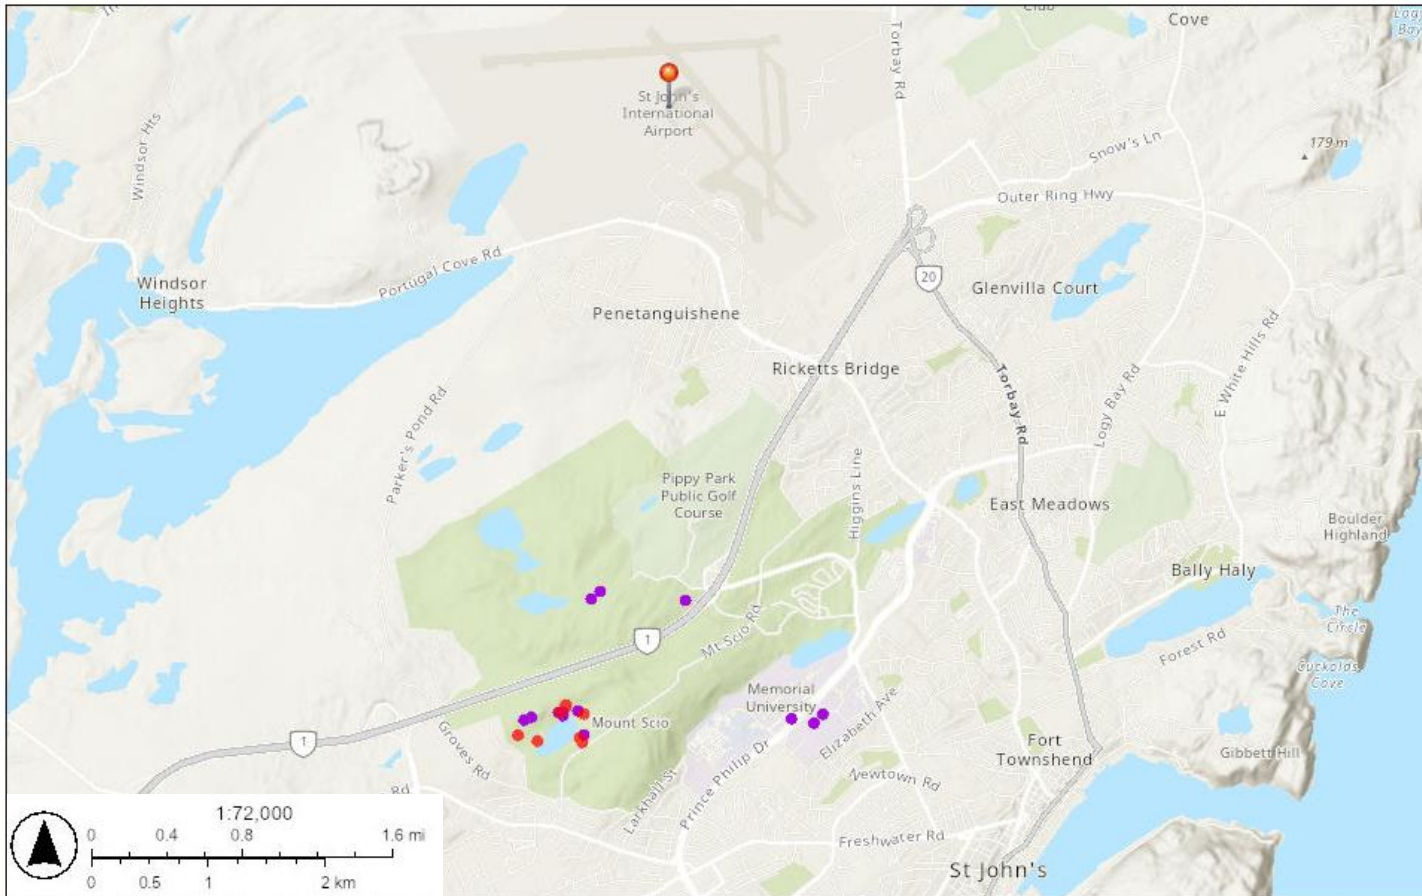 Club
Cove
Logy
Bay
Torbay Rd
St John's
International
Airport
Windsor Hts
179 m
Snow's Ln
Outer Ring Hwy
Portugal Cove Rd
Windsor
Heights
20
Glenvilla Court
Penetanguishene
Ricketts Bridge
E White Hills Rd
Torbay Rd
Logy Bay Rd
Parker's Pond Rd
Pippy Park
Public Golf
Course
Higgins Line
East Meadows
Boulder
Highland
Bally Haly
The
Circle
Forest Rd
Cuckolds
Cove
1
Mt Scio Rd
Memorial
University
Mount Scio
Elizabeth Ave
1
Groves Rd
Fort
Townshend
Gibbett Hill
Prince Philip Dr
Larkhall St
Newtown Rd
Rd
Freshwater Rd
St John's
1:72,000
0 0.4 0.8 1.6 mi
0 0.5 1 2 km